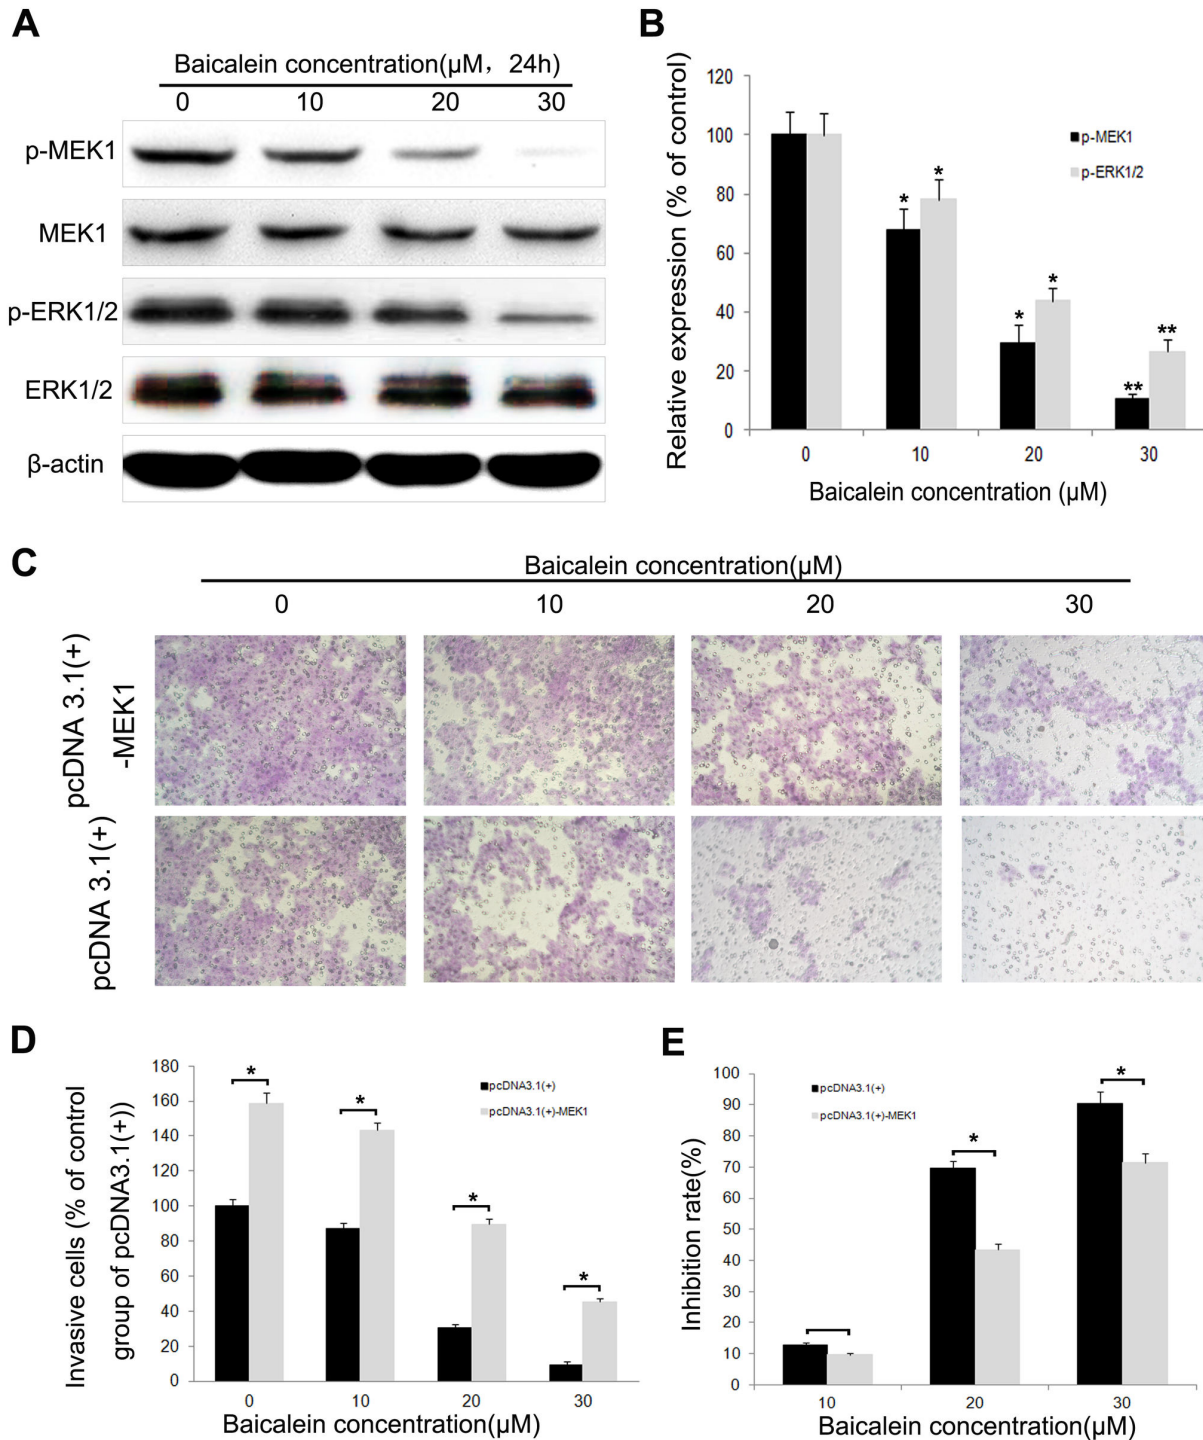 A
Baicalein concentration(μM, 24h)
0 10 20 30
p-MEK1
MEK1
p-ERK1/2
ERK1/2
β-actin
B
Relative expression (% of control)
120
100
80
60
40
20
0
p-MEK1
p-ERK1/2
* *
* *
** **
0 10 20 30
Baicalein concentration (μM)
C
Baicalein concentration(μM)
0 10 20 30
pcDNA 3.1(+)
-MEK1
pcDNA 3.1(+)
D
Invasive cells (% of control
group of pcDNA3.1(+))
180
160
140
120
100
80
60
40
20
0
pcDNA3.1(+)
pcDNA3.1(+)-MEK1
* * * *
0 10 20 30
Baicalein concentration(μM)
E
Inhibition rate(%)
100
90
80
70
60
50
40
30
20
10
0
pcDNA3.1(+)
pcDNA3.1(+)-MEK1
* *
10 20 30
Baicalein concentration(μM)